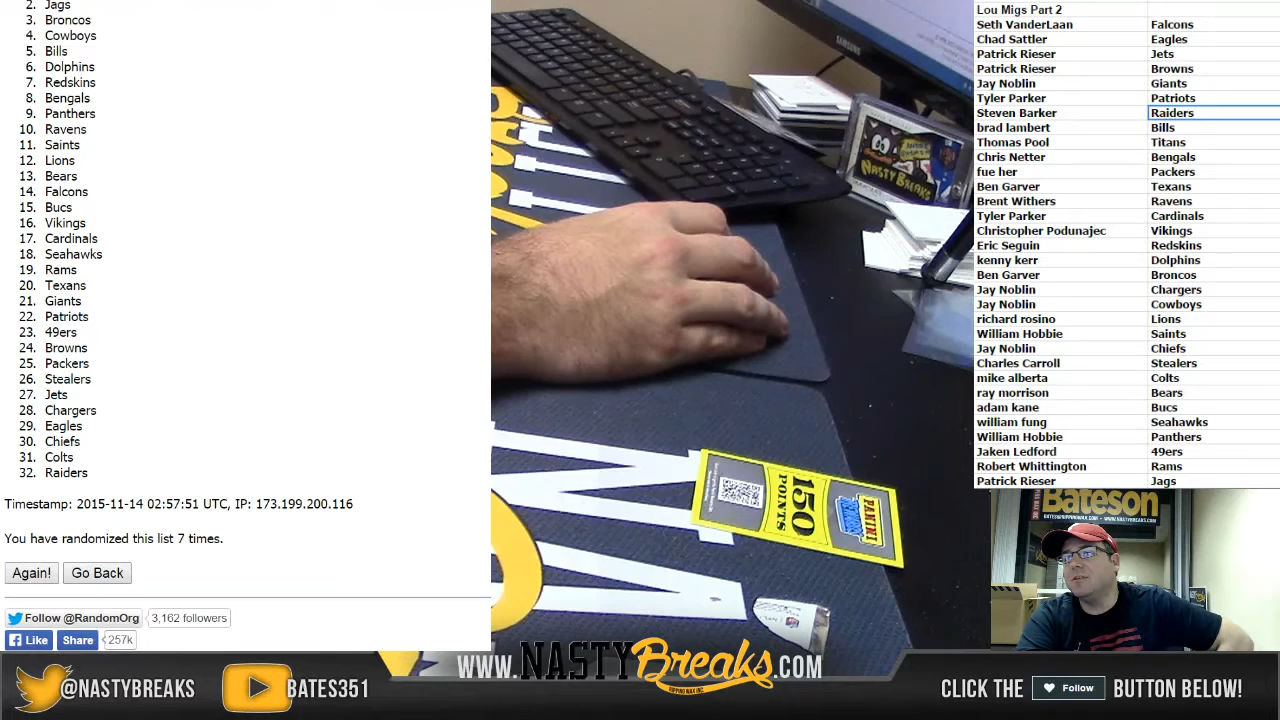 2. Jags
3. Broncos
4. Cowboys
5. Bills
6. Dolphins
7. Redskins
8. Bengals
9. Panthers
10. Ravens
11. Saints
12. Lions
13. Bears
14. Falcons
15. Bucs
16. Vikings
17. Cardinals
18. Seahawks
19. Rams
20. Texans
21. Giants
22. Patriots
23. 49ers
24. Browns
25. Packers
26. Stealers
27. Jets
28. Chargers
29. Eagles
30. Chiefs
31. Colts
32. Raiders
Timestamp: 2015-11-14 02:57:51 UTC, IP: 173.199.200.116
You have randomized this list 7 times.
Again! Go Back
Follow @RandomOrg 3,162 followers
Like Share 257k
SAMSUNG
NASTY BREAKS
150 POINTS
PANINI
Lou Migs Part 2
Seth VanderLaan Falcons
Chad Sattler Eagles
Patrick Rieser Jets
Patrick Rieser Browns
Jay Noblin Giants
Tyler Parker Patriots
Steven Barker Raiders
brad lambert Bills
Thomas Pool Titans
Chris Netter Bengals
fue her Packers
Ben Garver Texans
Brent Withers Ravens
Tyler Parker Cardinals
Christopher Podunajec Vikings
Eric Seguin Redskins
kenny kerr Dolphins
Ben Garver Broncos
Jay Noblin Chargers
Jay Noblin Cowboys
richard rosino Lions
William Hobbie Saints
Jay Noblin Chiefs
Charles Carroll Stealers
mike alberta Colts
ray morrison Bears
adam kane Bucs
william fung Seahawks
William Hobbie Panthers
Jaken Ledford 49ers
Robert Whittington Rams
Patrick Rieser Jags
Bateson
@NASTYBREAKS
BATES351
WWW.NASTYBreaks.COM
RIPPING WAX INC.
CLICK THE Follow BUTTON BELOW!